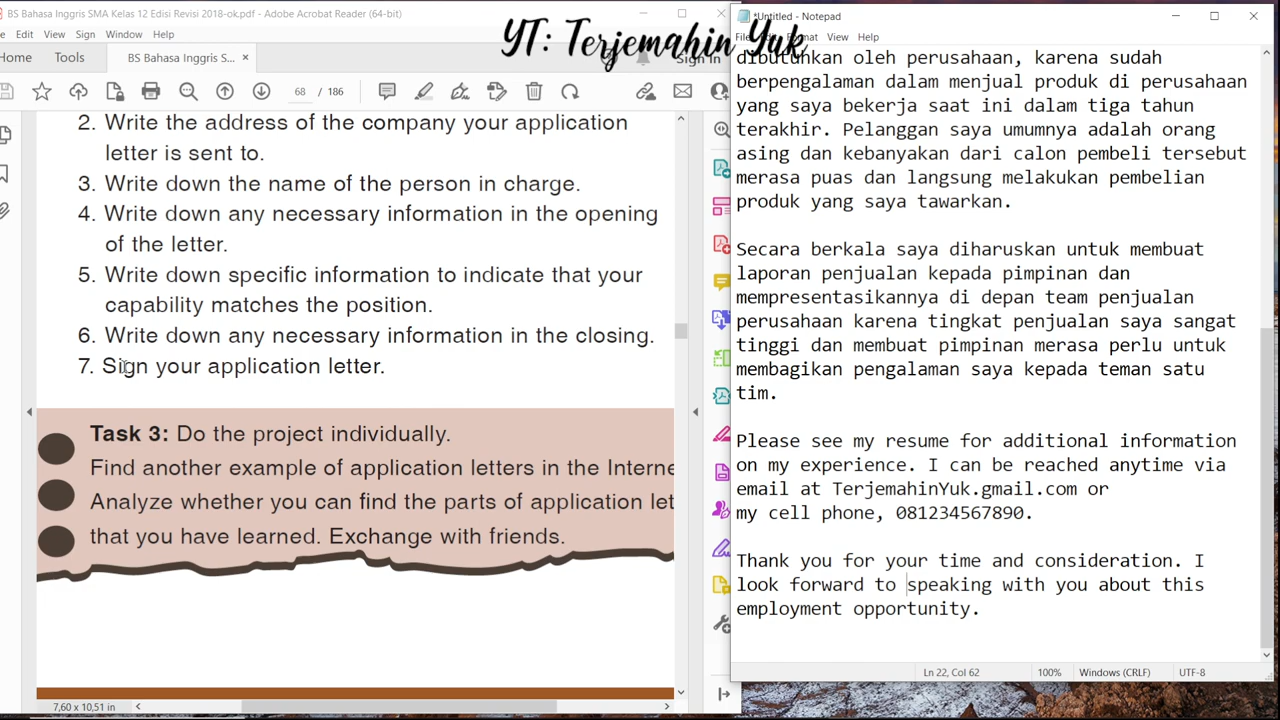 BS Bahasa Inggris SMA Kelas 12 Edisi Revisi 2018-ok.pdf - Adobe Acrobat Reader (64-bit)
YT: Terjemahin Yuk
Edit View Sign Window Help
Home Tools BS Bahasa Inggris S... × Sign In
68 / 186
2. Write the address of the company your application
letter is sent to.
3. Write down the name of the person in charge.
4. Write down any necessary information in the opening
of the letter.
5. Write down specific information to indicate that your
capability matches the position.
6. Write down any necessary information in the closing.
7. Sign your application letter.
Task 3: Do the project individually.
Find another example of application letters in the Interne
Analyze whether you can find the parts of application let
that you have learned. Exchange with friends.
7,60 x 10,51 in
*Untitled - Notepad
File Edit Format View Help
dibutuhkan oleh perusahaan, karena sudah
berpengalaman dalam menjual produk di perusahaan
yang saya bekerja saat ini dalam tiga tahun
terakhir. Pelanggan saya umumnya adalah orang
asing dan kebanyakan dari calon pembeli tersebut
merasa puas dan langsung melakukan pembelian
produk yang saya tawarkan.
Secara berkala saya diharuskan untuk membuat
laporan penjualan kepada pimpinan dan
mempresentasikannya di depan team penjualan
perusahaan karena tingkat penjualan saya sangat
tinggi dan membuat pimpinan merasa perlu untuk
membagikan pengalaman saya kepada teman satu
tim.
Please see my resume for additional information
on my experience. I can be reached anytime via
email at TerjemahinYuk.gmail.com or
my cell phone, 081234567890.
Thank you for your time and consideration. I
look forward to speaking with you about this
employment opportunity.
Ln 22, Col 62 100% Windows (CRLF) UTF-8